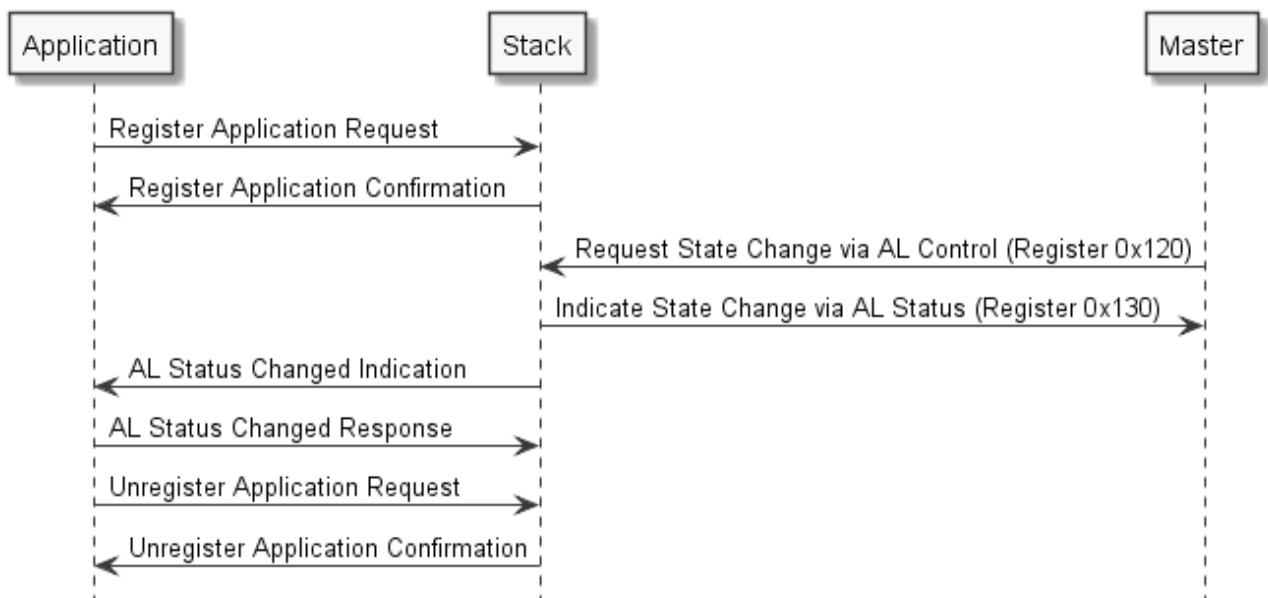 Application
Stack
Master
Register Application Request
Register Application Confirmation
Request State Change via AL Control (Register 0x120)
Indicate State Change via AL Status (Register 0x130)
AL Status Changed Indication
AL Status Changed Response
Unregister Application Request
Unregister Application Confirmation